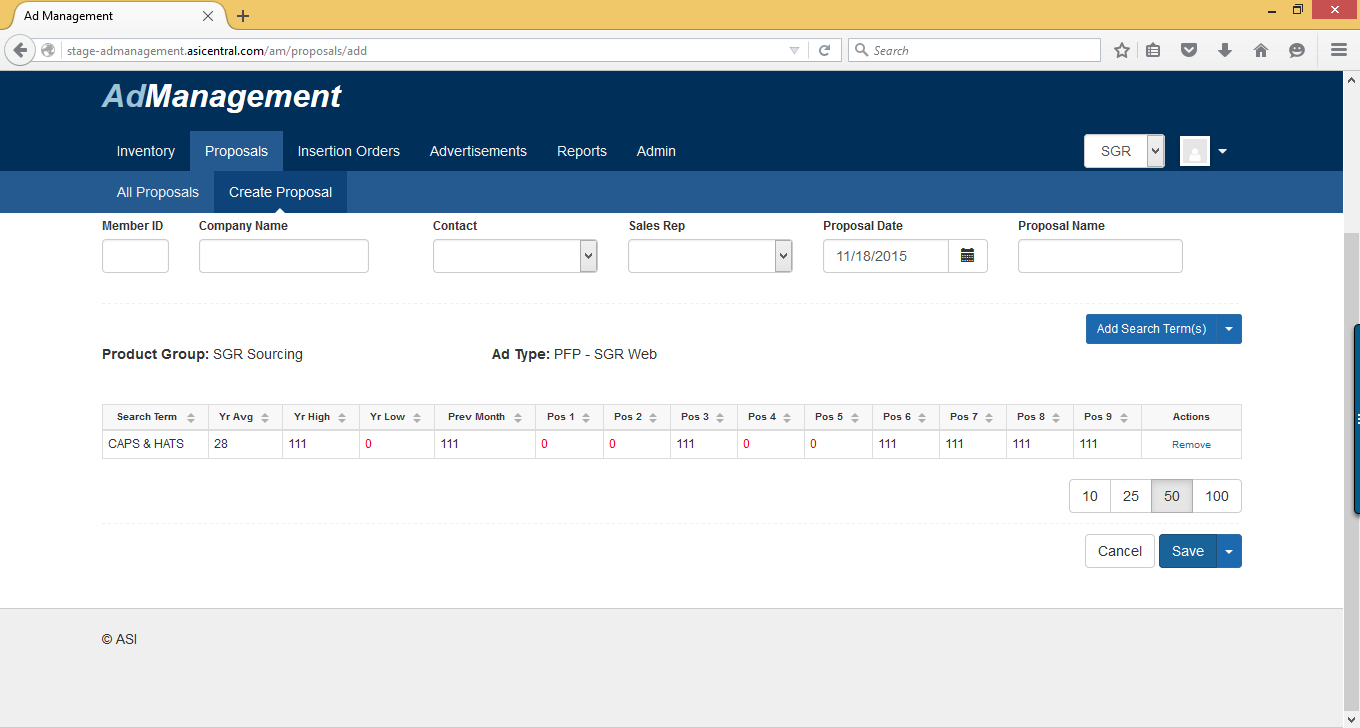 Ad Management
stage-admanagement.asicentral.com/am/proposals/add
Search
AdManagement
Inventory Proposals Insertion Orders Advertisements Reports Admin SGR
All Proposals Create Proposal
Member ID Company Name Contact Sales Rep Proposal Date Proposal Name
11/18/2015
Add Search Term(s)
Product Group: SGR Sourcing Ad Type: PFP - SGR Web
Search Term Yr Avg Yr High Yr Low Prev Month Pos 1 Pos 2 Pos 3 Pos 4 Pos 5 Pos 6 Pos 7 Pos 8 Pos 9 Actions
CAPS & HATS 28 111 0 111 0 0 111 0 0 111 111 111 111 Remove
10 25 50 100
Cancel Save
© ASI